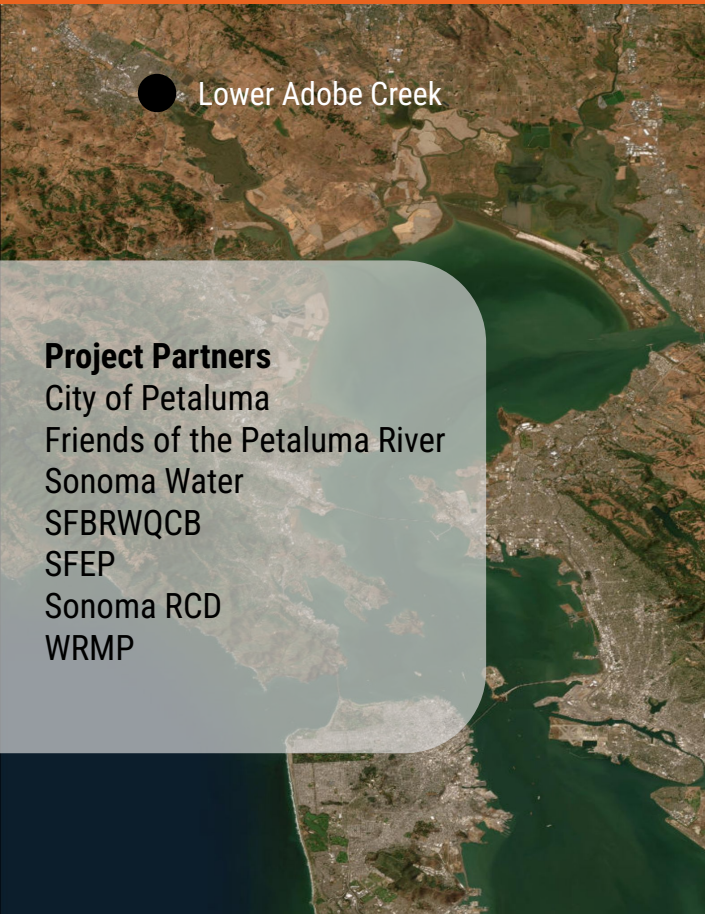 Lower Adobe Creek
Project Partners
City of Petaluma
Friends of the Petaluma River
Sonoma Water
SFBRWQCB
SFEP
Sonoma RCD
WRMP